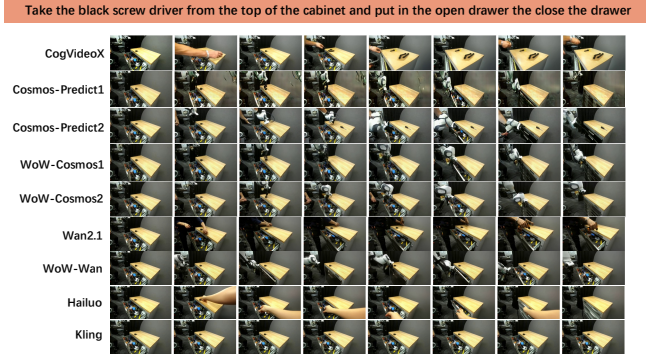 Take the black screw driver from the top of the cabinet and put in the open drawer the close the drawer
CogVideoX
Cosmos-Predict1
Cosmos-Predict2
WoW-Cosmos1
WoW-Cosmos2
Wan2.1
WoW-Wan
Hailuo
Kling